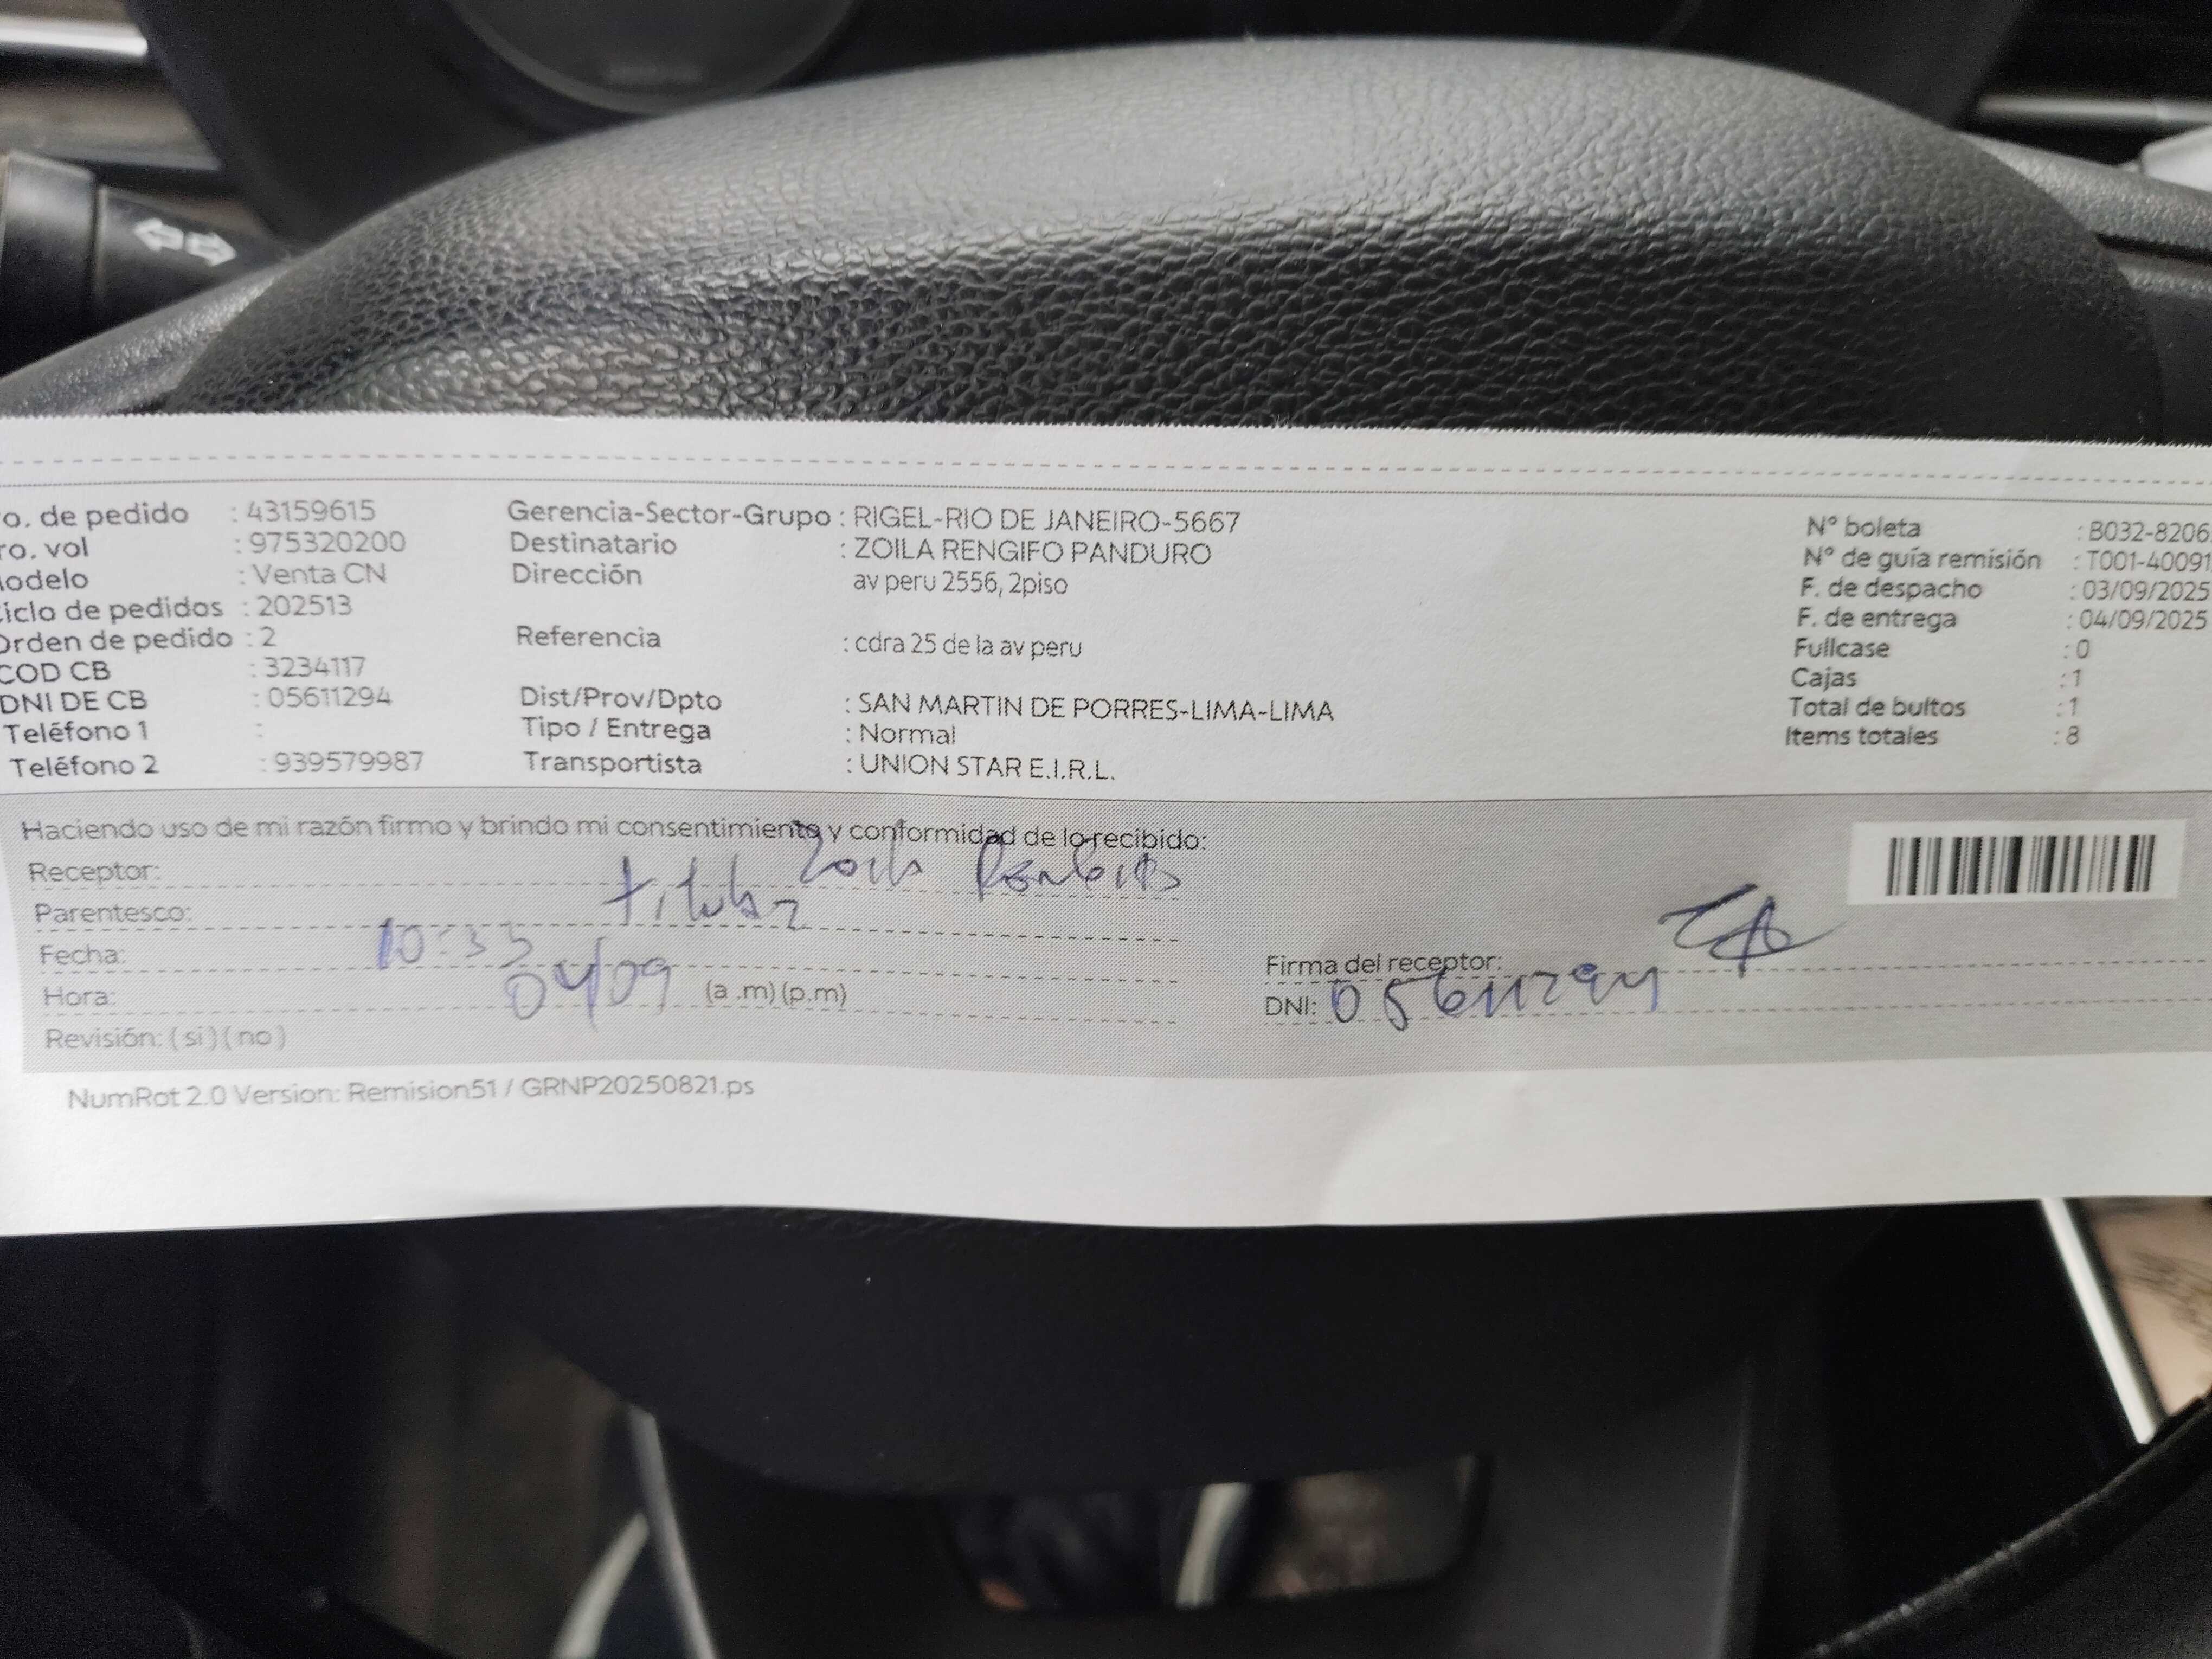 o. de pedido : 43159615 Gerencia-Sector-Grupo : RIGEL-RIO DE JANEIRO-5667 N° boleta : B032-8206
ro. vol : 975320200 Destinatario : ZOILA RENGIFO PANDURO N° de guía remisión : T001-40091
odelo : Venta CN Dirección av peru 2556, 2piso F. de despacho : 03/09/2025
iclo de pedidos : 202513 F. de entrega : 04/09/2025
Orden de pedido : 2 Referencia : cdra 25 de la av peru Fullcase : 0
COD CB : 3234117 Cajas : 1
DNI DE CB : 05611294 Dist/Prov/Dpto : SAN MARTIN DE PORRES-LIMA-LIMA Total de bultos : 1
Teléfono 1 : Tipo / Entrega : Normal Items totales : 8
Teléfono 2 : 939579987 Transportista : UNION STAR E.I.R.L.
Haciendo uso de mi razón firmo y brindo mi consentimiento y conformidad de lo recibido:
Receptor: Zoila Rengifo
Parentesco: titular
Fecha: 10:35
Firma del receptor:
Hora: 04/09 (a .m)(p.m)
DNI: 05611294
Revisión: ( si )( no )
NumRot 2.0 Version: Remision51 / GRNP20250821.ps